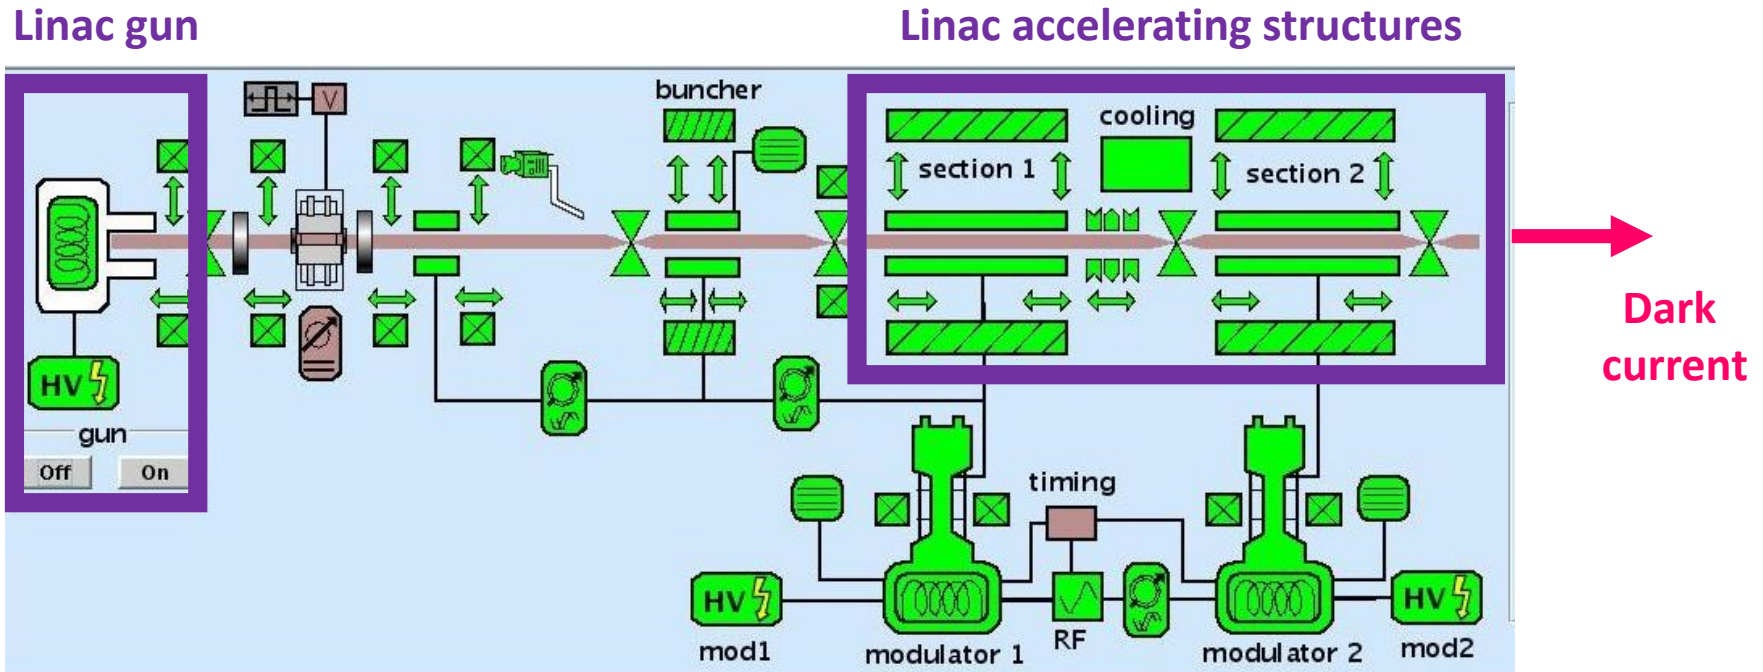 Linac gun
Linac accelerating structures
buncher
V
cooling
section 1
section 2
Dark
current
HV
gun
Off
On
timing
HV
HV
mod1
modulator 1
RF
modulator 2
mod2